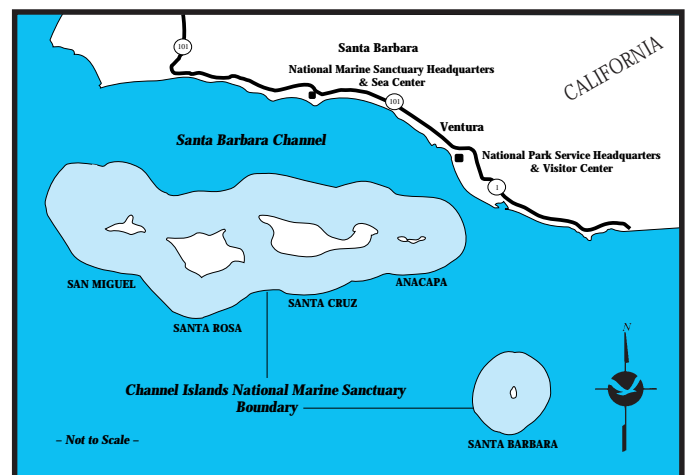 101
Santa Barbara
National Marine Sanctuary Headquarters
& Sea Center
CALIFORNIA
101
Ventura
Santa Barbara Channel
National Park Service Headquarters
& Visitor Center
1
SAN MIGUEL
ANACAPA
SANTA CRUZ
SANTA ROSA
N
Channel Islands National Marine Sanctuary
Boundary
– Not to Scale –
SANTA BARBARA